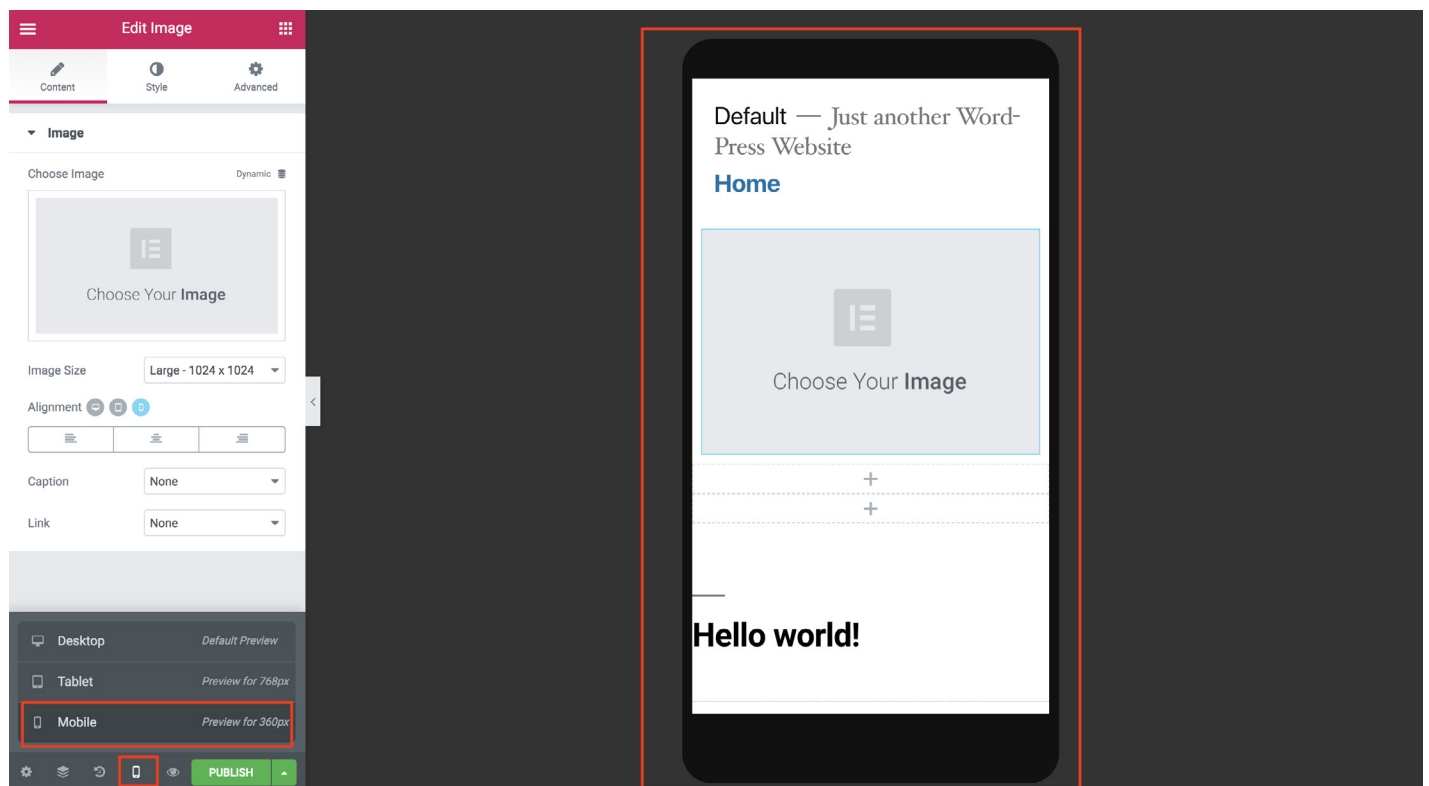 Edit Image
Content Style Advanced
Image
Choose Image Dynamic
Choose Your Image
Image Size Large - 1024 x 1024
Alignment
Caption None
Link None
Desktop Default Preview
Tablet Preview for 768px
Mobile Preview for 360px
PUBLISH
Default — Just another Word-
Press Website
Home
Choose Your Image
Hello world!